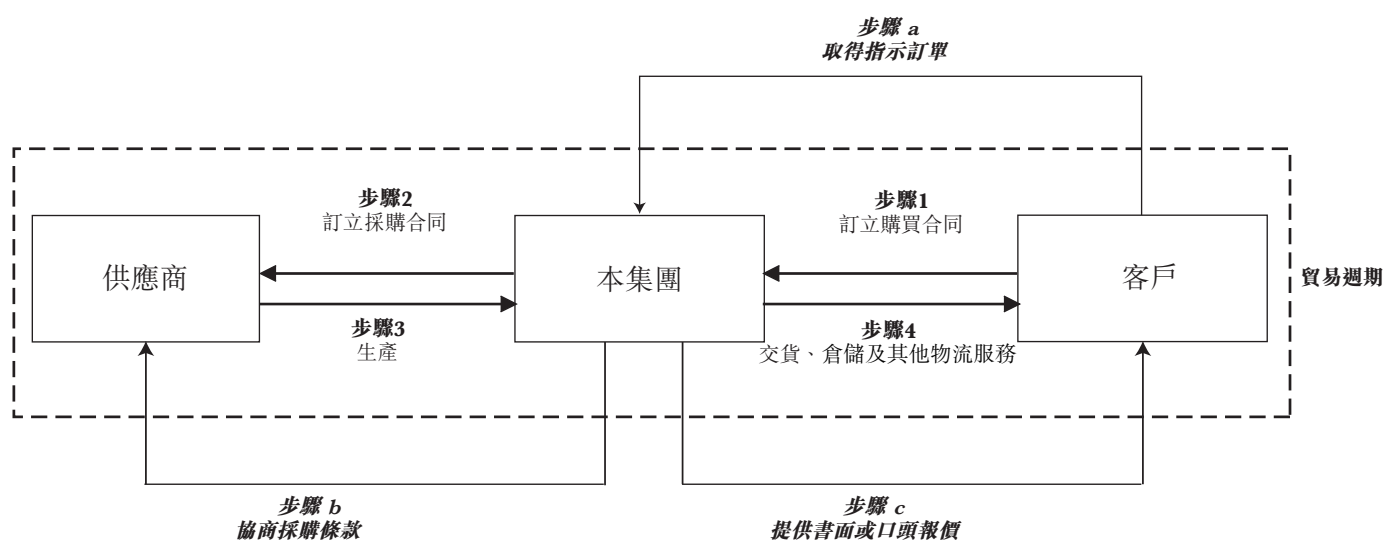 步驟 a
取得指示訂單
步驟2
訂立採購合同
步驟1
訂立購買合同
供應商
本集團
客戶
貿易週期
步驟3
生產
步驟4
交貨、倉儲及其他物流服務
步驟 b
協商採購條款
步驟 c
提供書面或口頭報價